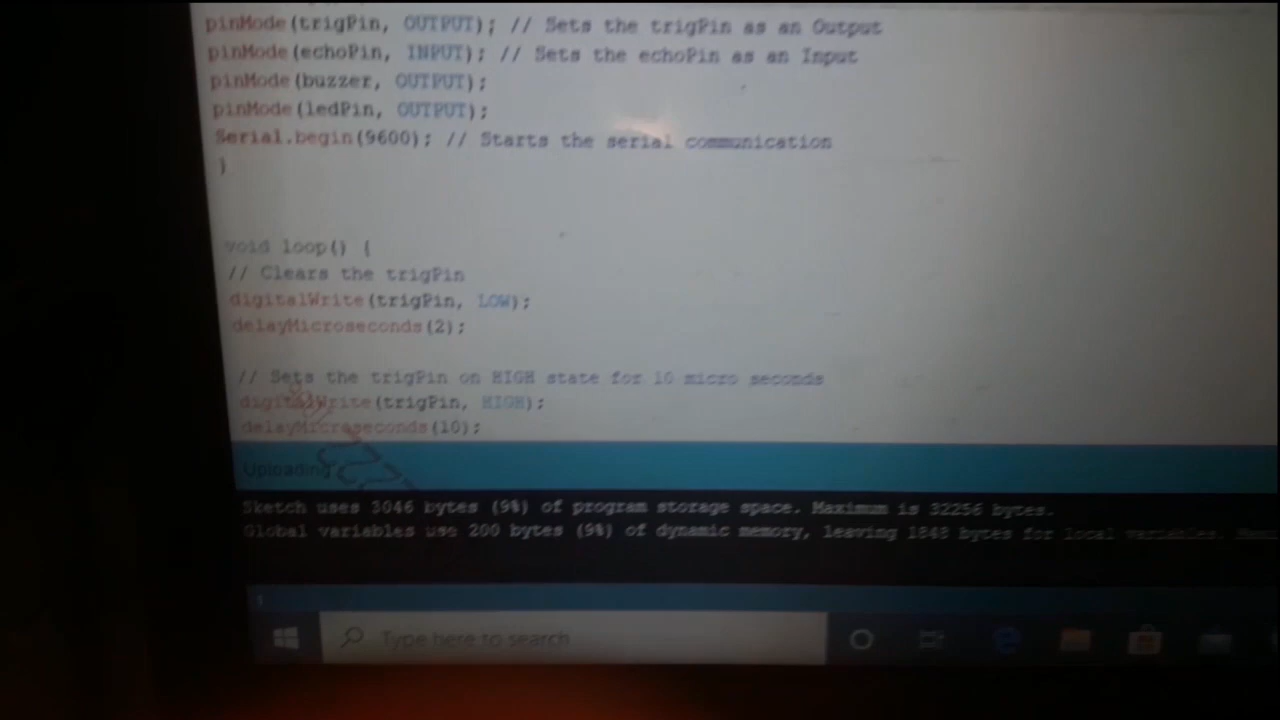 pinMode(trigPin, OUTPUT); // Sets the trigPin as an Output
pinMode(echoPin, INPUT); // Sets the echoPin as an Input
pinMode(buzzer, OUTPUT);
pinMode(ledPin, OUTPUT);
Serial.begin(9600); // Starts the serial communication
}
void loop() {
// Clears the trigPin
digitalWrite(trigPin, LOW);
delayMicroseconds(2);
// Sets the trigPin on HIGH state for 10 micro seconds
digitalWrite(trigPin, HIGH);
delayMicroseconds(10);
Uploading
Sketch uses 3046 bytes (9%) of program storage space. Maximum is 32256 bytes.
Global variables use 200 bytes (9%) of dynamic memory, leaving 1848 bytes for local variables.
Type here to search